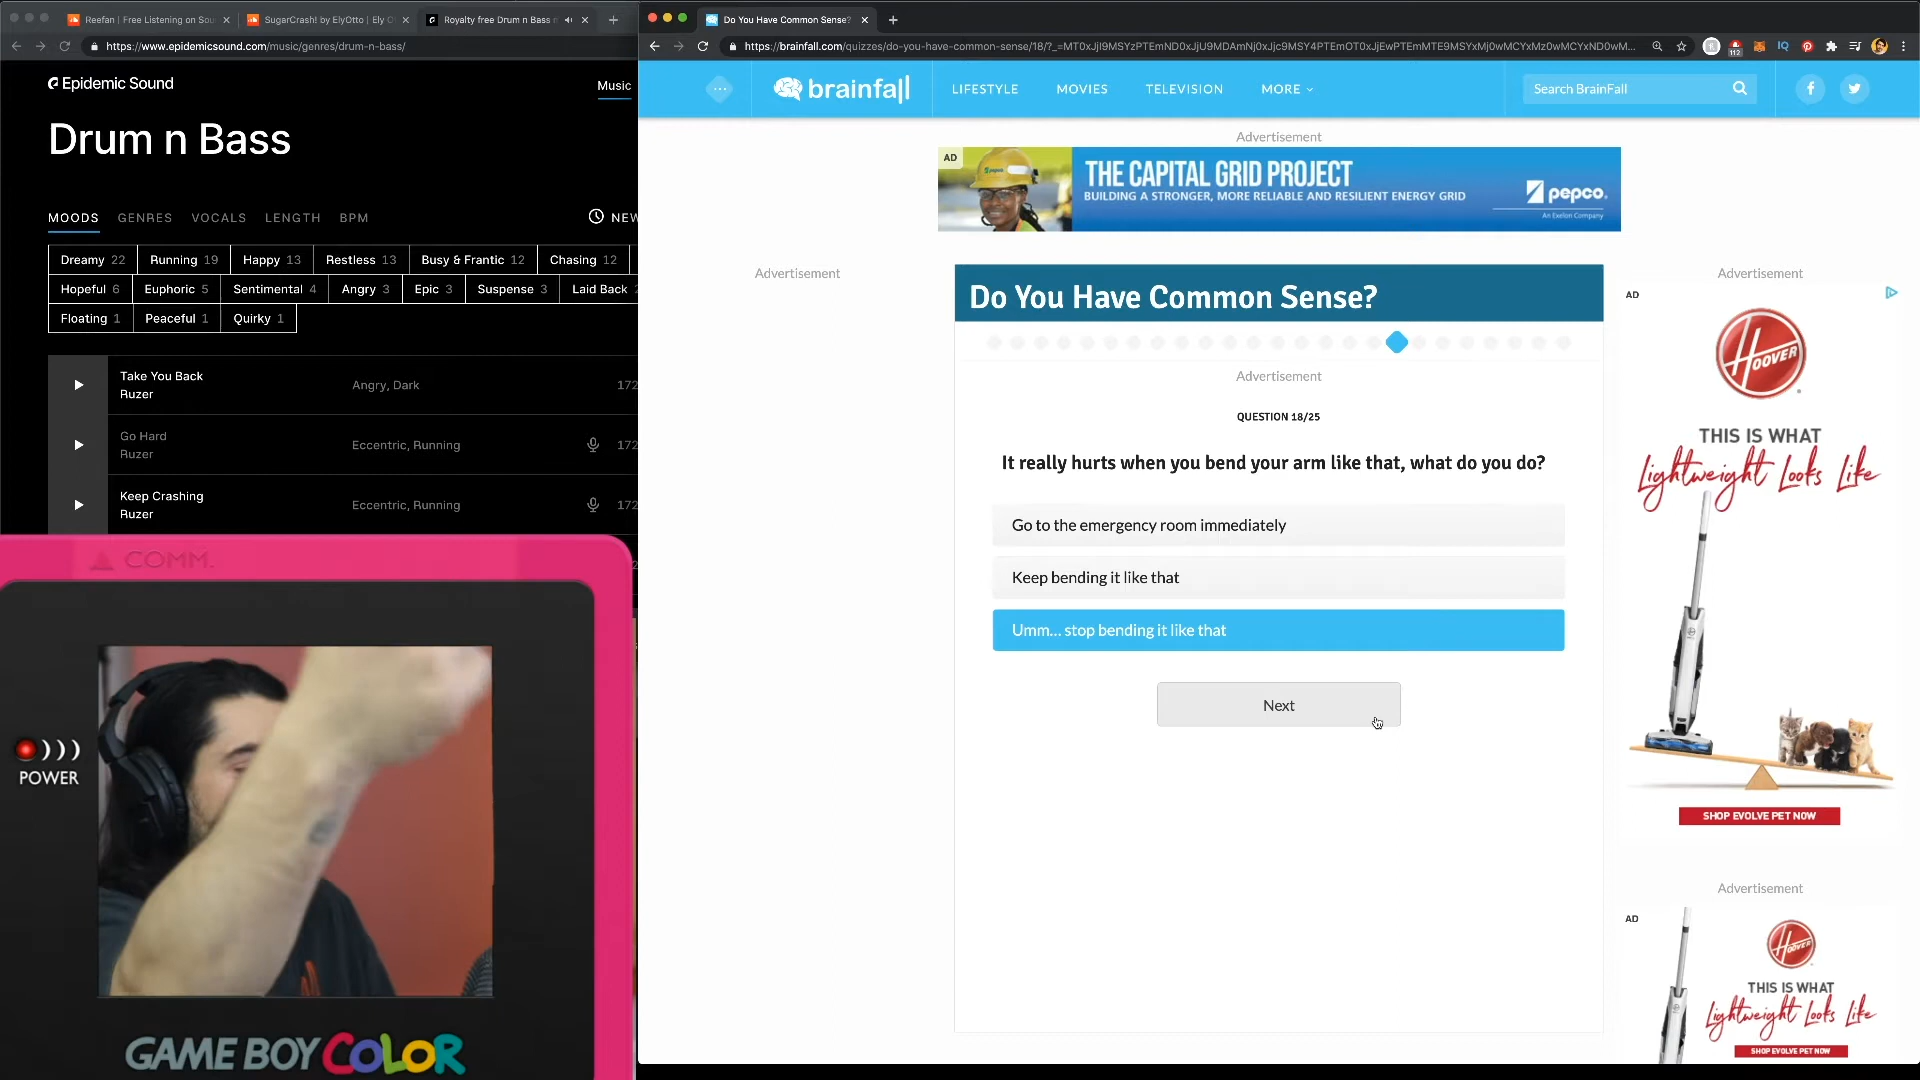 Reefan | Free Listening on Sou
SugarCrash! by ElyOtto | Ely O
Royalty free Drum n Bass
https://www.epidemicsound.com/music/genres/drum-n-bass/
Epidemic Sound
Music
Drum n Bass
MOODS GENRES VOCALS LENGTH BPM
NEW
Dreamy 22 Running 19 Happy 13 Restless 13 Busy & Frantic 12 Chasing 12
Hopeful 6 Euphoric 5 Sentimental 4 Angry 3 Epic 3 Suspense 3 Laid Back
Floating 1 Peaceful 1 Quirky 1
Take You Back
Ruzer
Angry, Dark
172
Go Hard
Ruzer
Eccentric, Running
172
Keep Crashing
Ruzer
Eccentric, Running
172
COMM.
POWER
GAME BOY COLOR
Do You Have Common Sense?
https://brainfall.com/quizzes/do-you-have-common-sense/18/
112
IQ
brainfall
LIFESTYLE MOVIES TELEVISION MORE
Search BrainFall
Advertisement
AD
THE CAPITAL GRID PROJECT
BUILDING A STRONGER, MORE RELIABLE AND RESILIENT ENERGY GRID
pepco.
An Exelon Company
pepco
Advertisement
Do You Have Common Sense?
Advertisement
QUESTION 18/25
It really hurts when you bend your arm like that, what do you do?
Go to the emergency room immediately
Keep bending it like that
Umm... stop bending it like that
Next
Advertisement
AD
HOOVER
THIS IS WHAT
Lightweight Looks Like
SHOP EVOLVE PET NOW
Advertisement
AD
HOOVER
THIS IS WHAT
Lightweight Looks Like
SHOP EVOLVE PET NOW